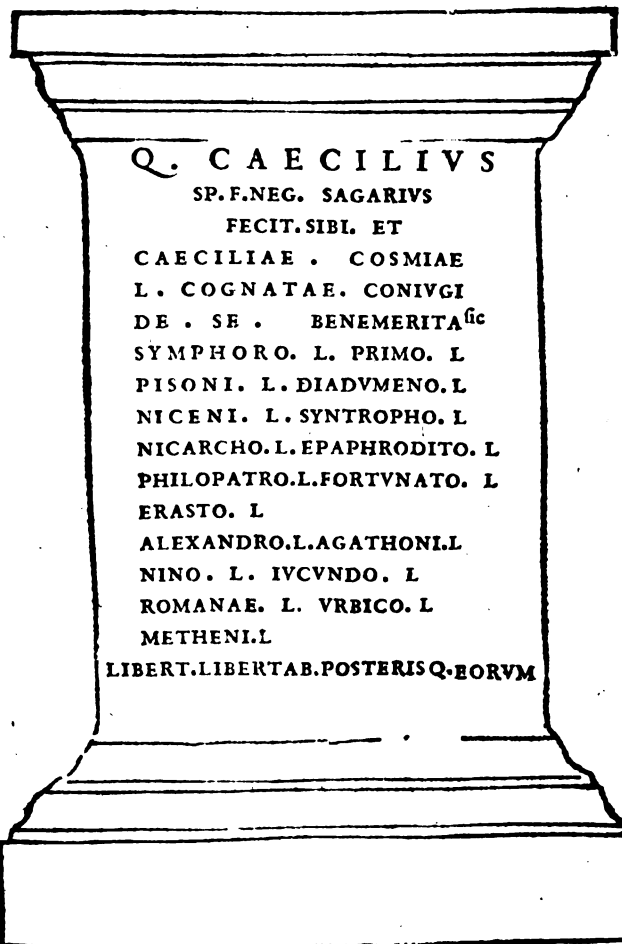 Q. CAECILIVS
SP. F. NEG. SAGARIVS
FECIT. SIBI. ET
CAECILIAE . COSMIAE
L. COGNATAE. CONIVGI
DE . SE . BENEMERITA sic
SYMPHORO. L. PRIMO. L
PISONI. L. DIADVMENO. L
NICENI. L. SYNTROPHO. L
NICARCHO. L. EPAPHRODITO. L
PHILOPATRO. L. FORTVNATO. L
ERASTO. L
ALEXANDRO. L. AGATHONI. L
NINO. L. IVCVNDO. L
ROMANAE. L. VRBICO. L
METHENI. L
LIBERT. LIBERTAB. POSTERIS Q. EORVM